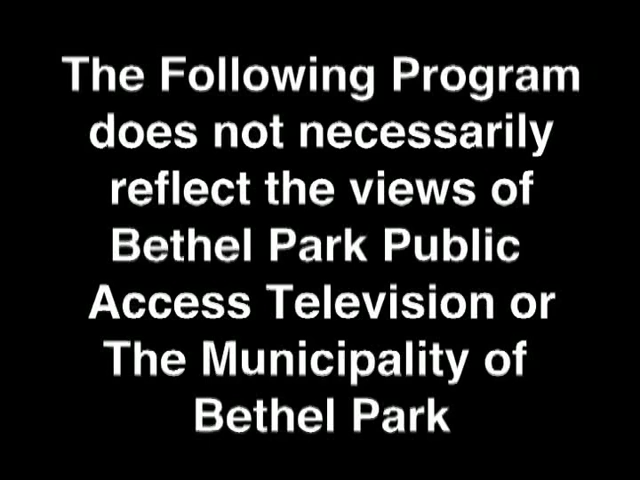 The Following Program
does not necessarily
reflect the views of
Bethel Park Public
Access Television or
The Municipality of
Bethel Park